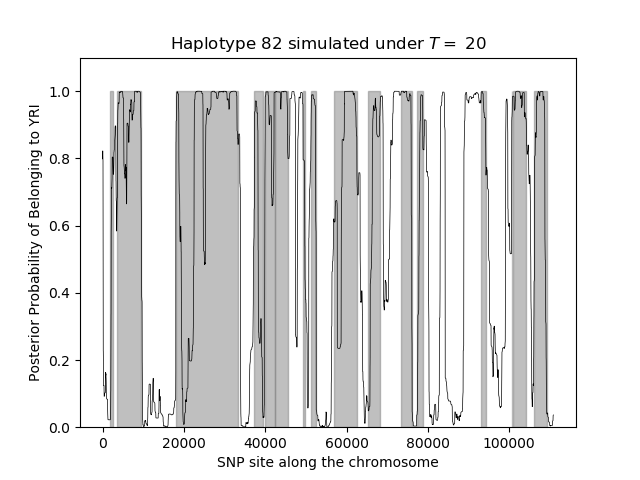 Haplotype 82 simulated under T = 20
Posterior Probability of Belonging to YRI
1.0
0.8
0.6
0.4
0.2
0.0
0 20000 40000 60000 80000 100000
SNP site along the chromosome